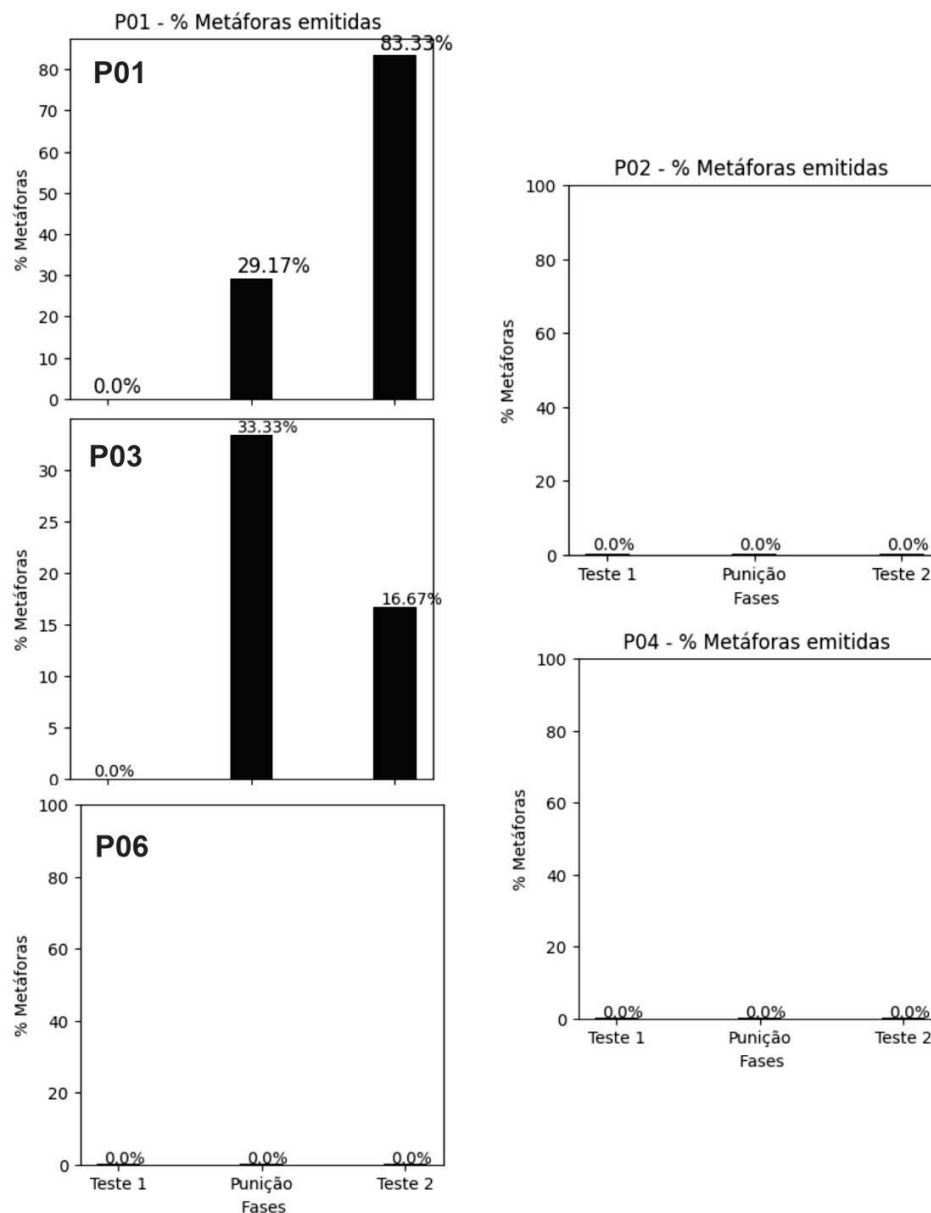 P01 - % Metáforas emitidas
P01
83.33%
29.17%
0.0%
80
70
60
50
40
30
20
10
0
% Metáforas
P03
33.33%
16.67%
0.0%
30
25
20
15
10
5
0
% Metáforas
P06
100
80
60
40
20
0
% Metáforas
0.0% 0.0% 0.0%
Teste 1 Punição Teste 2
Fases
P02 - % Metáforas emitidas
100
80
60
40
20
0
% Metáforas
0.0% 0.0% 0.0%
Teste 1 Punição Teste 2
Fases
P04 - % Metáforas emitidas
100
80
60
40
20
0
% Metáforas
0.0% 0.0% 0.0%
Teste 1 Punição Teste 2
Fases